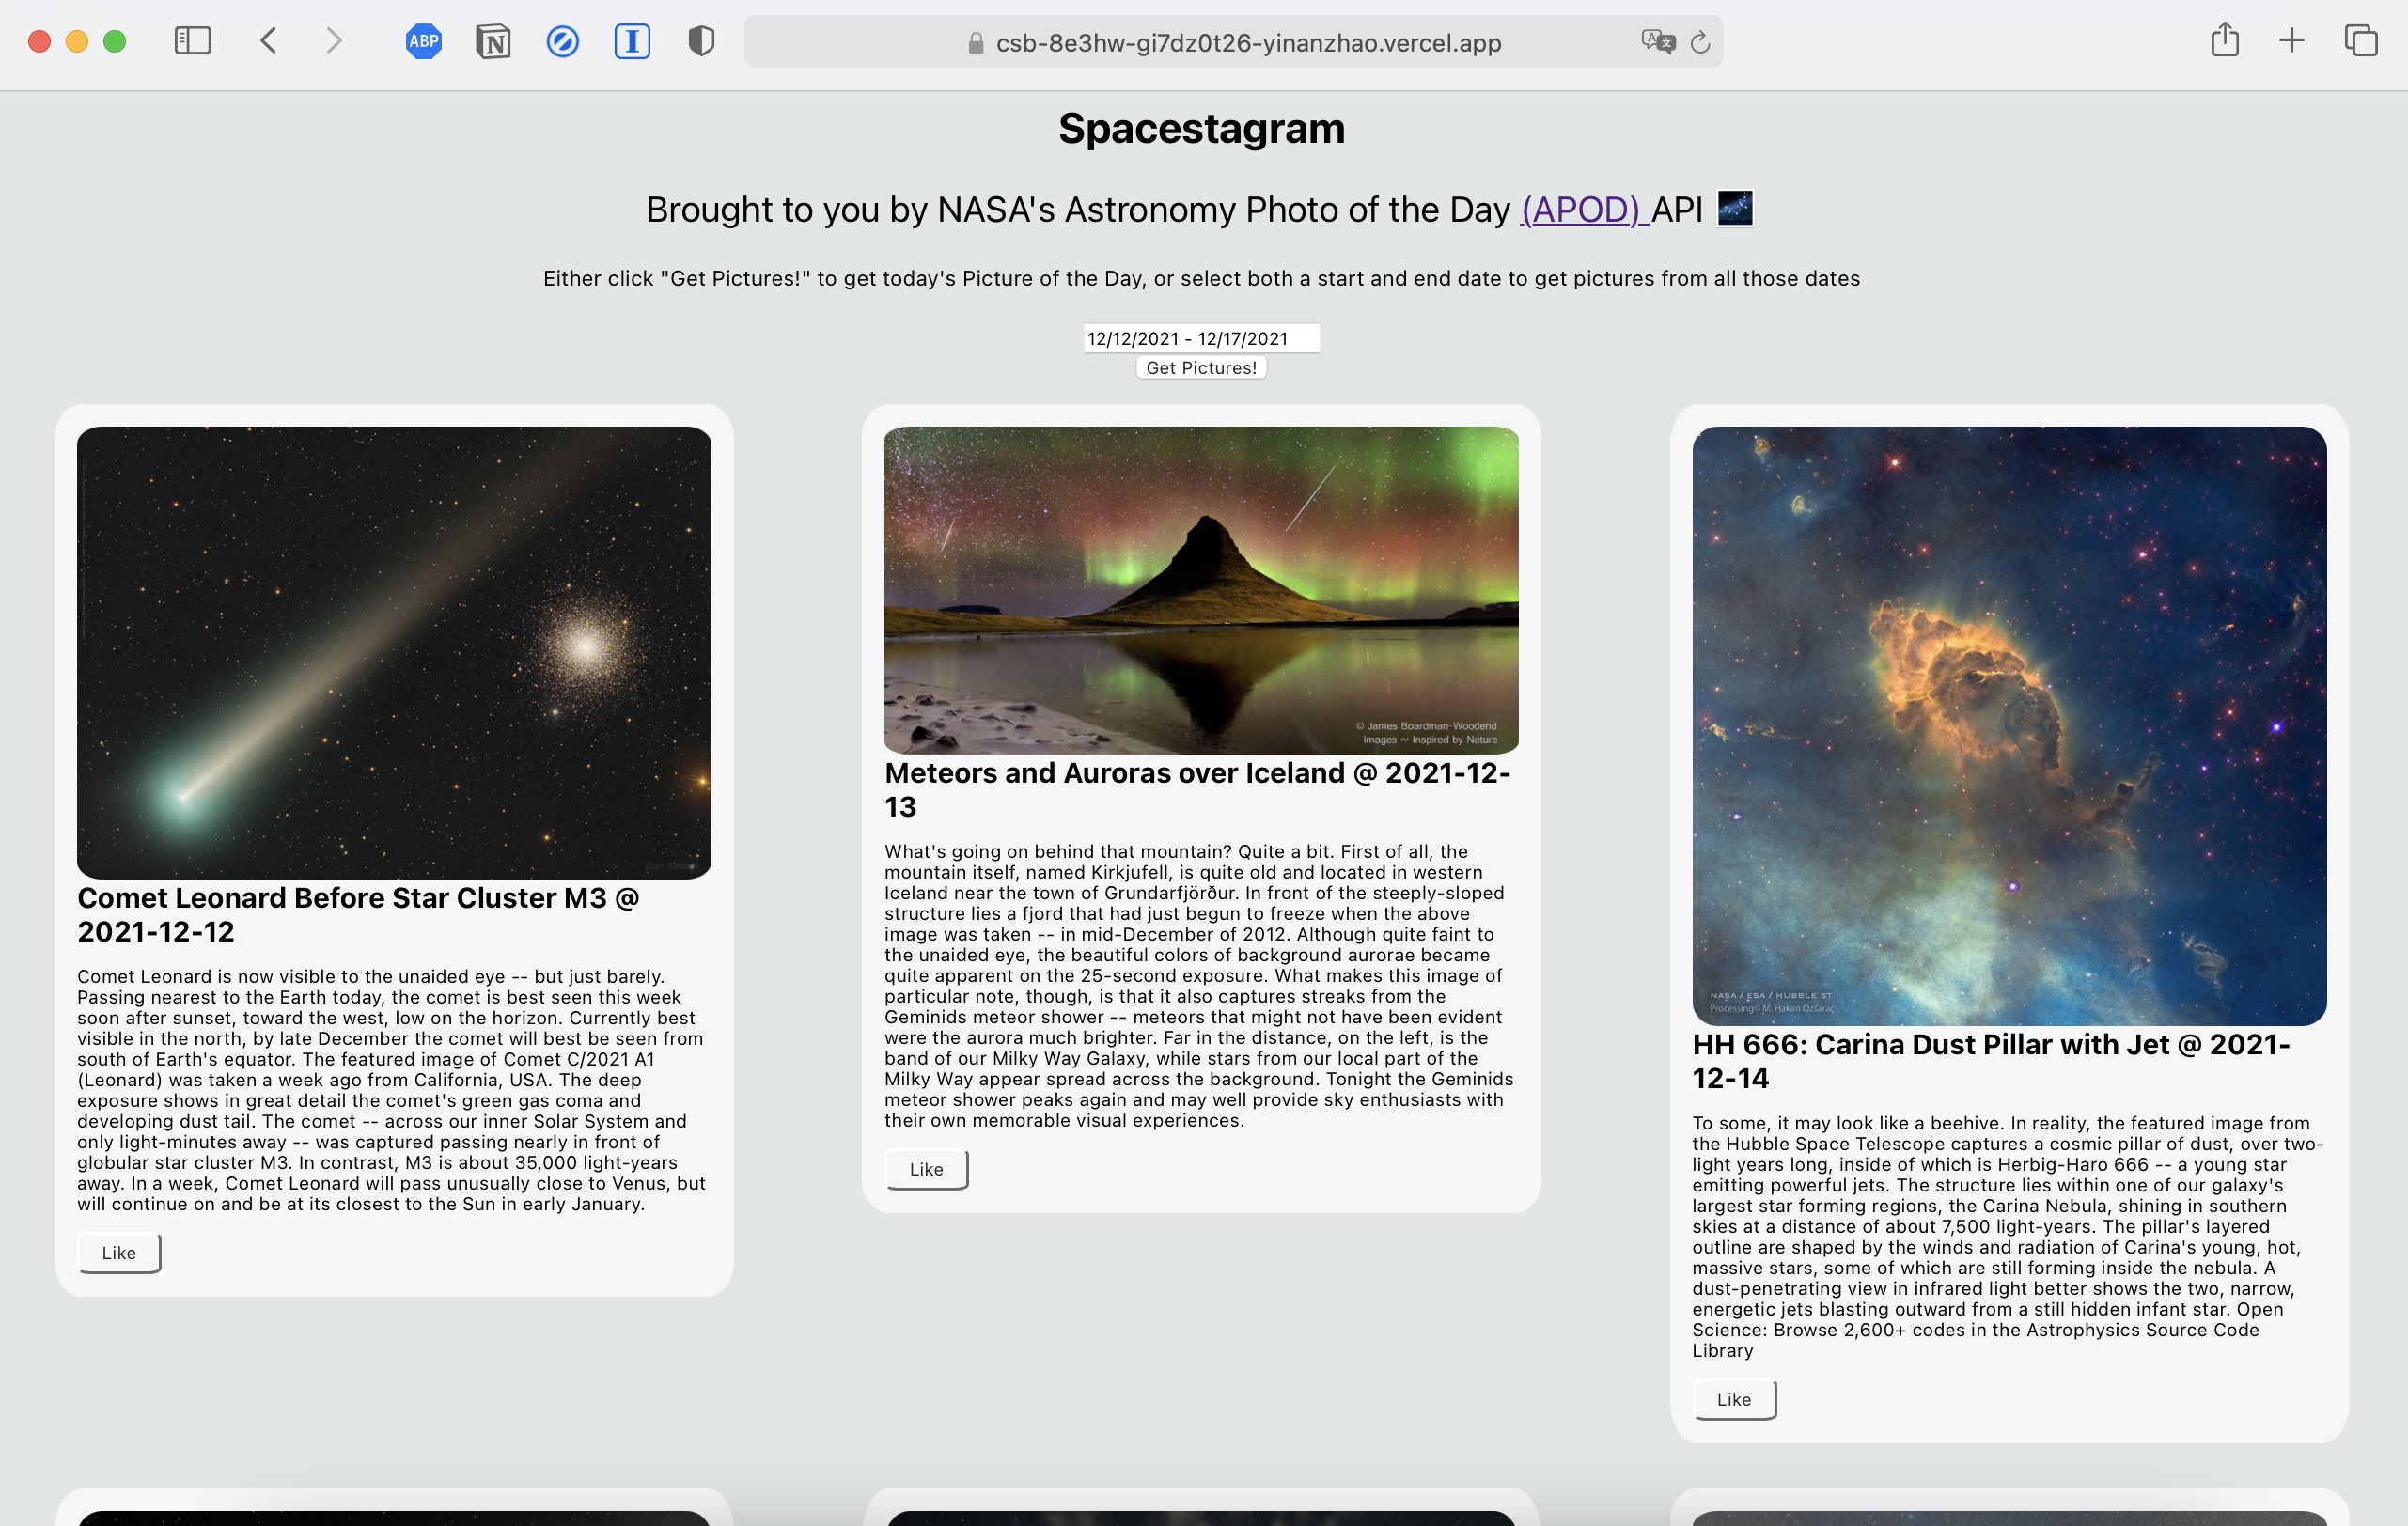 ABP
N
I
csb-8e3hw-gi7dz0t26-yinanzhao.vercel.app
Spacestagram
Brought to you by NASA's Astronomy Photo of the Day (APOD) API
Either click "Get Pictures!" to get today's Picture of the Day, or select both a start and end date to get pictures from all those dates
12/12/2021 - 12/17/2021
Get Pictures!
Comet Leonard Before Star Cluster M3 @
2021-12-12
Comet Leonard is now visible to the unaided eye -- but just barely.
Passing nearest to the Earth today, the comet is best seen this week
soon after sunset, toward the west, low on the horizon. Currently best
visible in the north, by late December the comet will best be seen from
south of Earth's equator. The featured image of Comet C/2021 A1
(Leonard) was taken a week ago from California, USA. The deep
exposure shows in great detail the comet's green gas coma and
developing dust tail. The comet -- across our inner Solar System and
only light-minutes away -- was captured passing nearly in front of
globular star cluster M3. In contrast, M3 is about 35,000 light-years
away. In a week, Comet Leonard will pass unusually close to Venus, but
will continue on and be at its closest to the Sun in early January.
Like
© James Boardman-Woodend
Images ~ Inspired by Nature
Meteors and Auroras over Iceland @ 2021-12-
13
What's going on behind that mountain? Quite a bit. First of all, the
mountain itself, named Kirkjufell, is quite old and located in western
Iceland near the town of Grundarfjörður. In front of the steeply-sloped
structure lies a fjord that had just begun to freeze when the above
image was taken -- in mid-December of 2012. Although quite faint to
the unaided eye, the beautiful colors of background aurorae became
quite apparent on the 25-second exposure. What makes this image of
particular note, though, is that it also captures streaks from the
Geminids meteor shower -- meteors that might not have been evident
were the aurora much brighter. Far in the distance, on the left, is the
band of our Milky Way Galaxy, while stars from our local part of the
Milky Way appear spread across the background. Tonight the Geminids
meteor shower peaks again and may well provide sky enthusiasts with
their own memorable visual experiences.
Like
NASA / ESA / HUBBLE ST
Processing© M. Hakan Özsaraç
HH 666: Carina Dust Pillar with Jet @ 2021-
12-14
To some, it may look like a beehive. In reality, the featured image from
the Hubble Space Telescope captures a cosmic pillar of dust, over two-
light years long, inside of which is Herbig-Haro 666 -- a young star
emitting powerful jets. The structure lies within one of our galaxy's
largest star forming regions, the Carina Nebula, shining in southern
skies at a distance of about 7,500 light-years. The pillar's layered
outline are shaped by the winds and radiation of Carina's young, hot,
massive stars, some of which are still forming inside the nebula. A
dust-penetrating view in infrared light better shows the two, narrow,
energetic jets blasting outward from a still hidden infant star. Open
Science: Browse 2,600+ codes in the Astrophysics Source Code
Library
Like